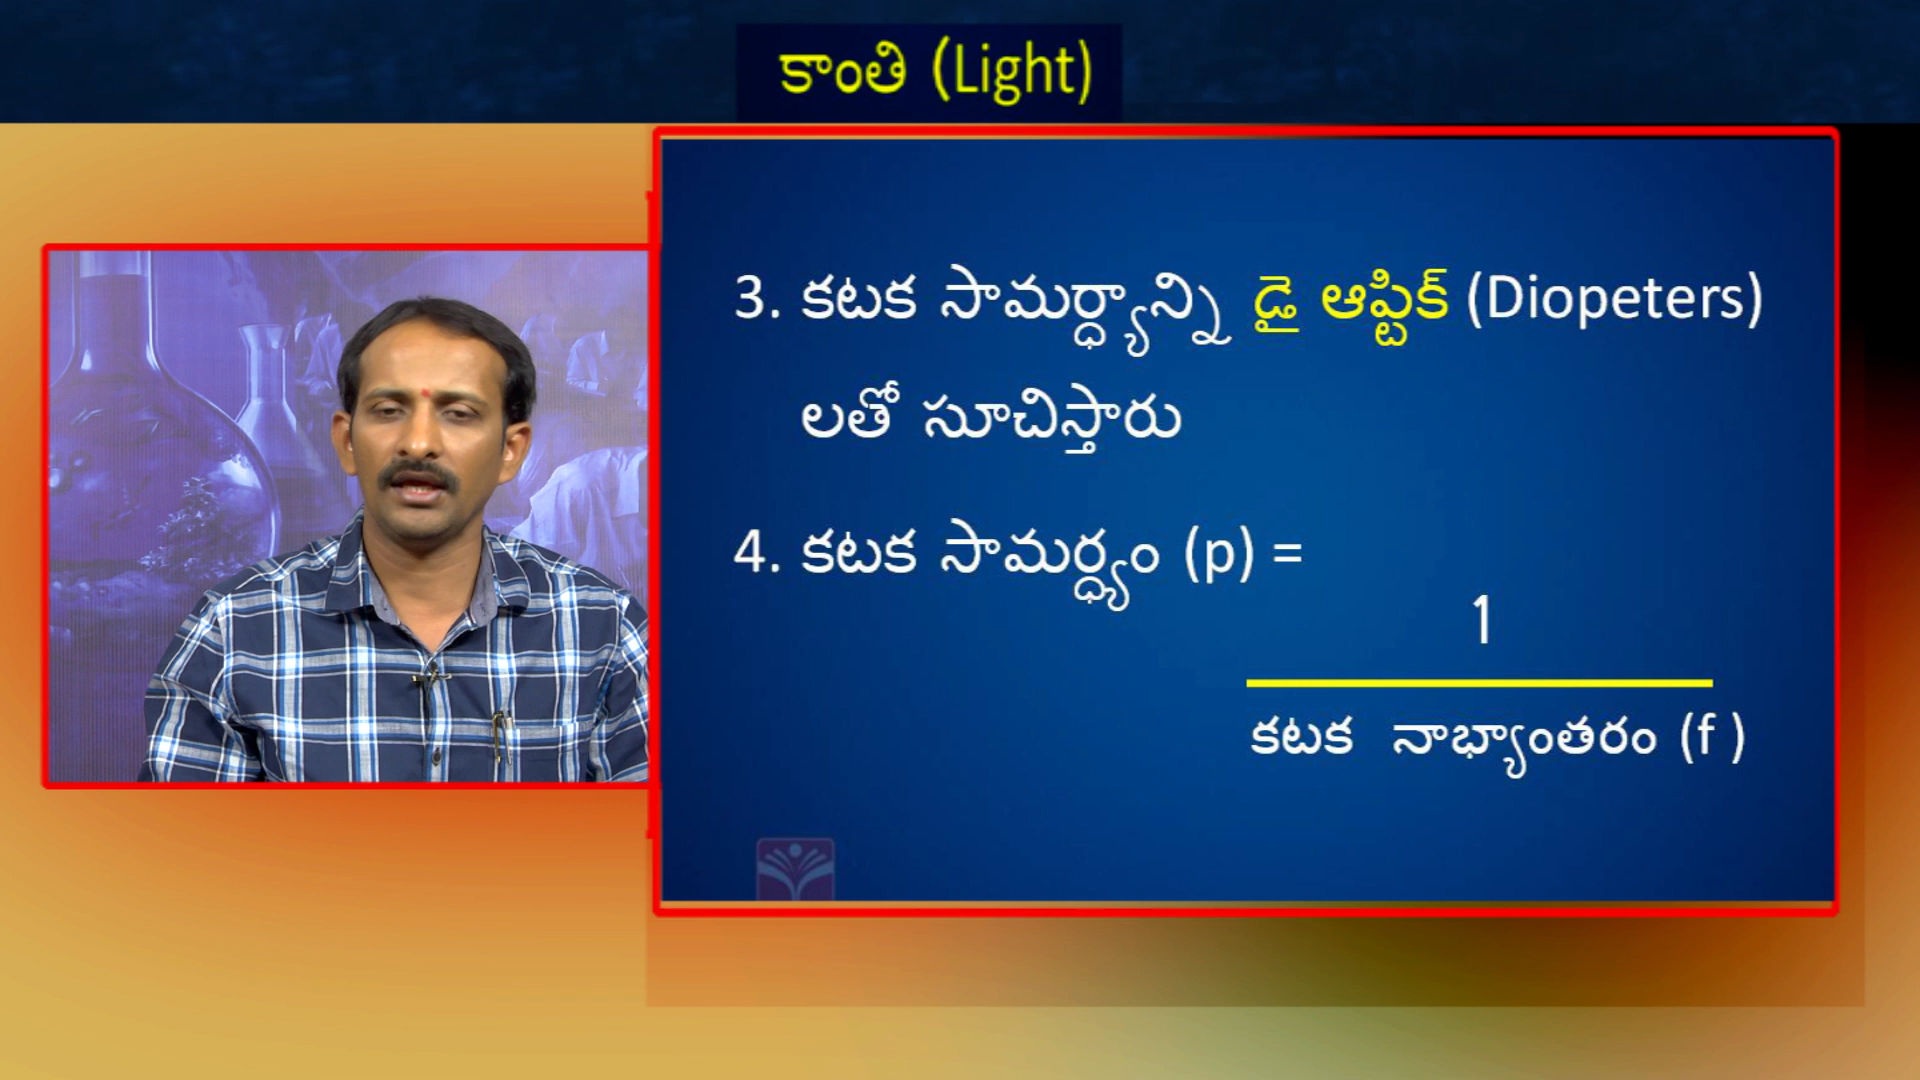 కాంతి (Light)
3. కటక సామర్ధ్యాన్ని డై ఆప్టిక్ (Diopeters)
లతో సూచిస్తారు
4. కటక సామర్ధ్యం (p) =
1
కటక నాభ్యాంతరం (f )